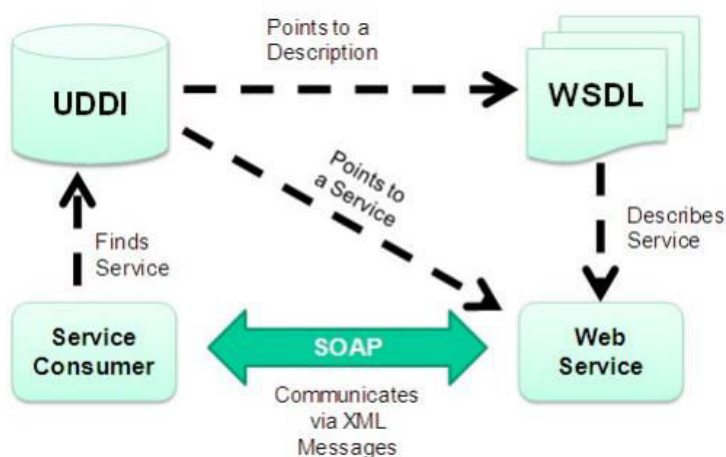 Points to a
Description
UDDI
WSDL
Points to
a Service
Finds
Service
Describes
Service
Service
Consumer
SOAP
Web
Service
Communicates
via XML
Messages